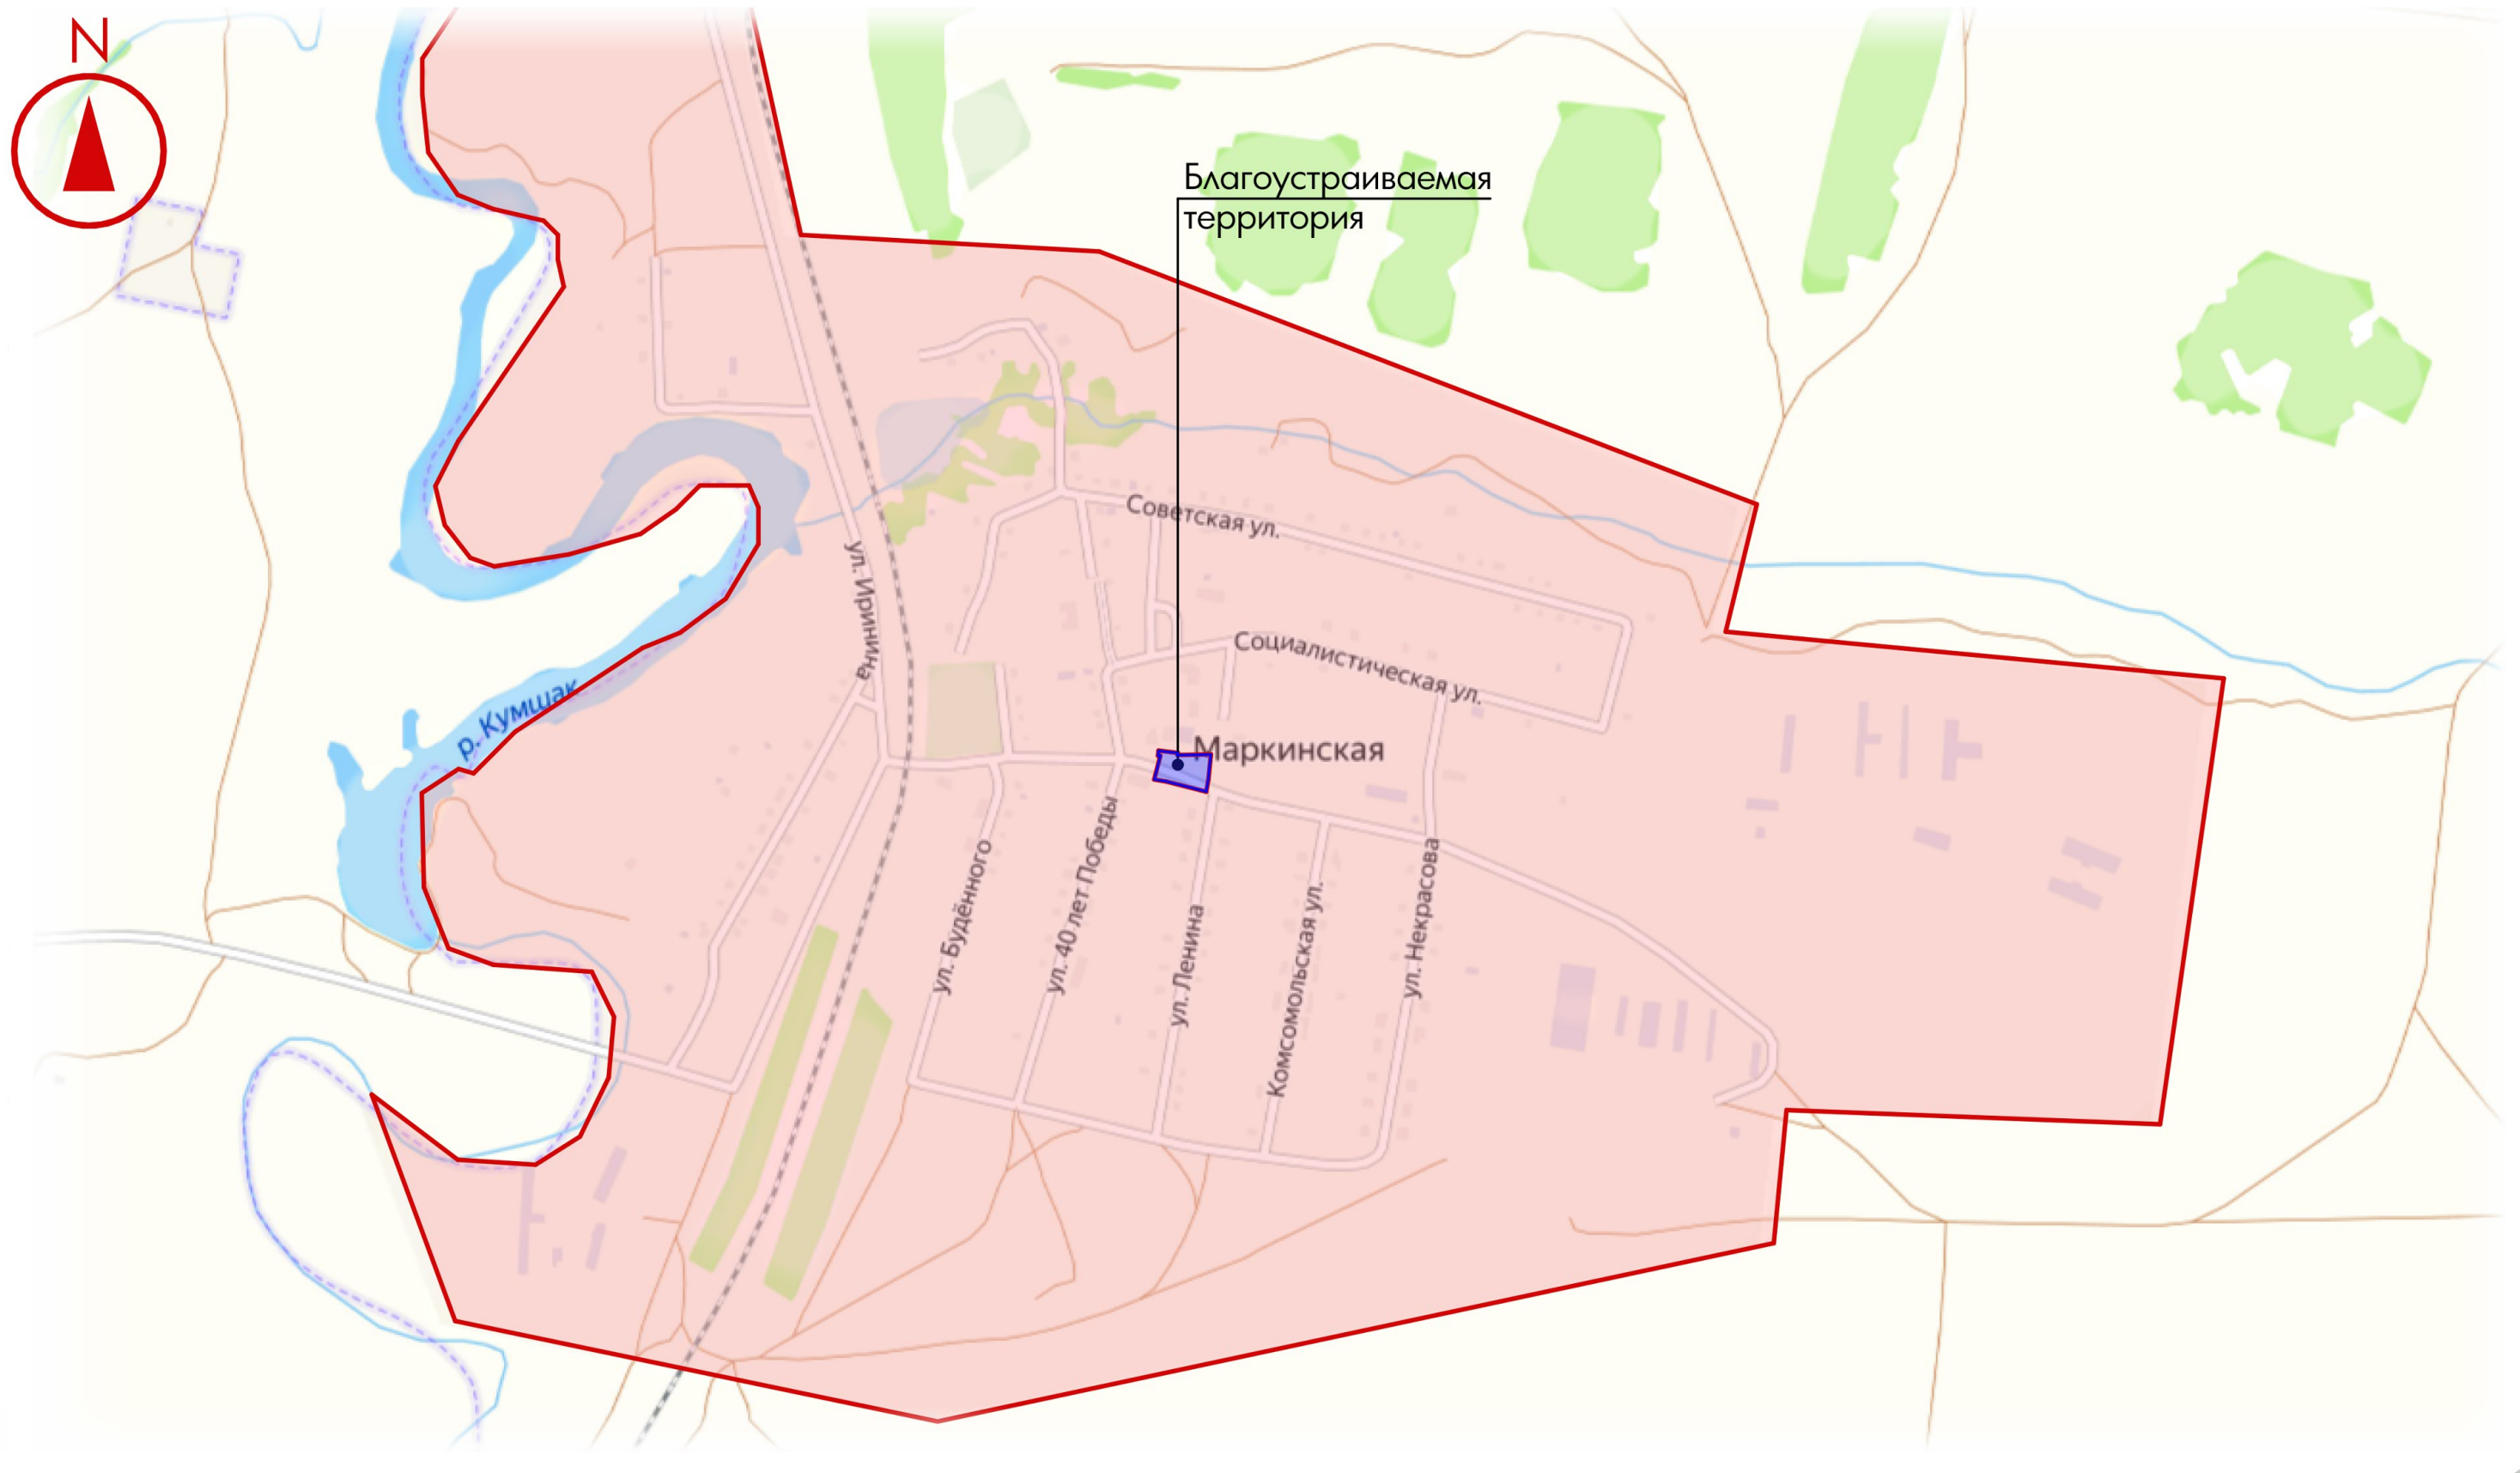 N
Благоустраиваемая
территория
Советская ул.
ул. Иринина
Социалистическая ул.
р. Кумшак
Маркинская
ул. Будённого
ул. 40 лет Победы
ул. Ленина
Комсомольская ул.
ул. Некрасова